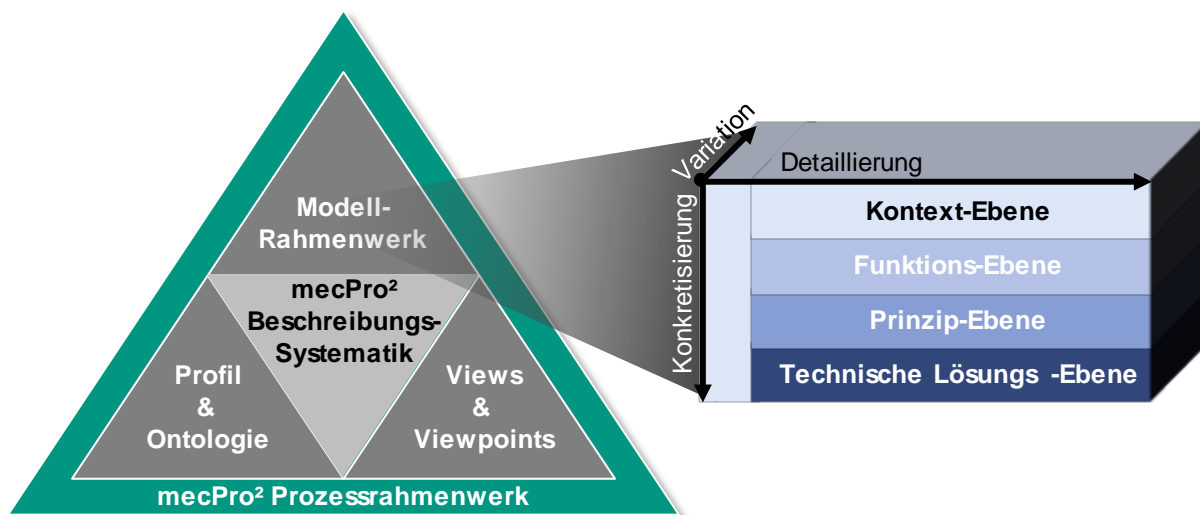 Modell-
Rahmenwerk
mecPro²
Beschreibungs-
Systematik
Profil
&
Ontologie
Views
&
Viewpoints
mecPro² Prozessrahmenwerk
Variation
Detaillierung
Konkretisierung
Kontext-Ebene
Funktions-Ebene
Prinzip-Ebene
Technische Lösungs -Ebene